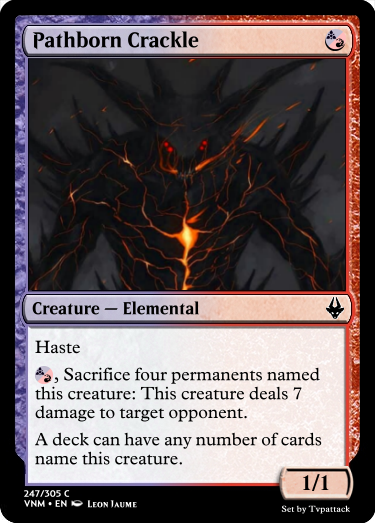 Pathborn Crackle
Creature — Elemental
Haste
, Sacrifice four permanents named
this creature: This creature deals 7
damage to target opponent.
A deck can have any number of cards
name this creature.
1/1
247/305 C
VNM • EN Leon Jaume
Set by Tvpattack